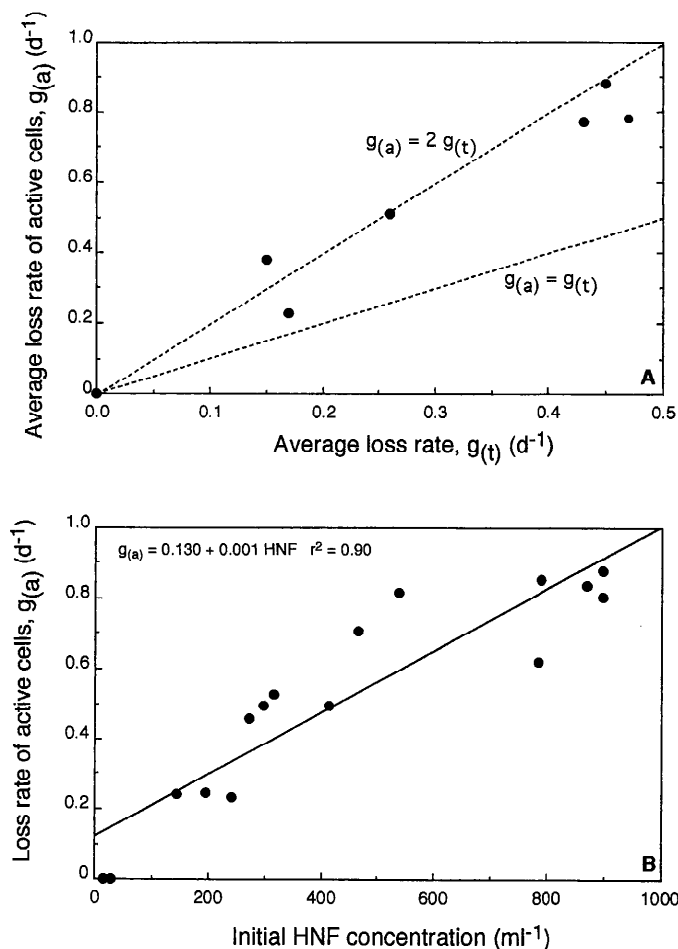 Average loss rate of active cells, g(a) (d-1)
1.0
0.8
0.6
0.4
0.2
0
g(a) = 2 g(t)
g(a) = g(t)
A
0.0 0.1 0.2 0.3 0.4 0.5
Average loss rate, g(t) (d-1)
Loss rate of active cells, g(a) (d-1)
1.0
g(a) = 0.130 + 0.001 HNF r2 = 0.90
0.8
0.6
0.4
0.2
0
B
0 200 400 600 800 1000
Initial HNF concentration (ml-1)